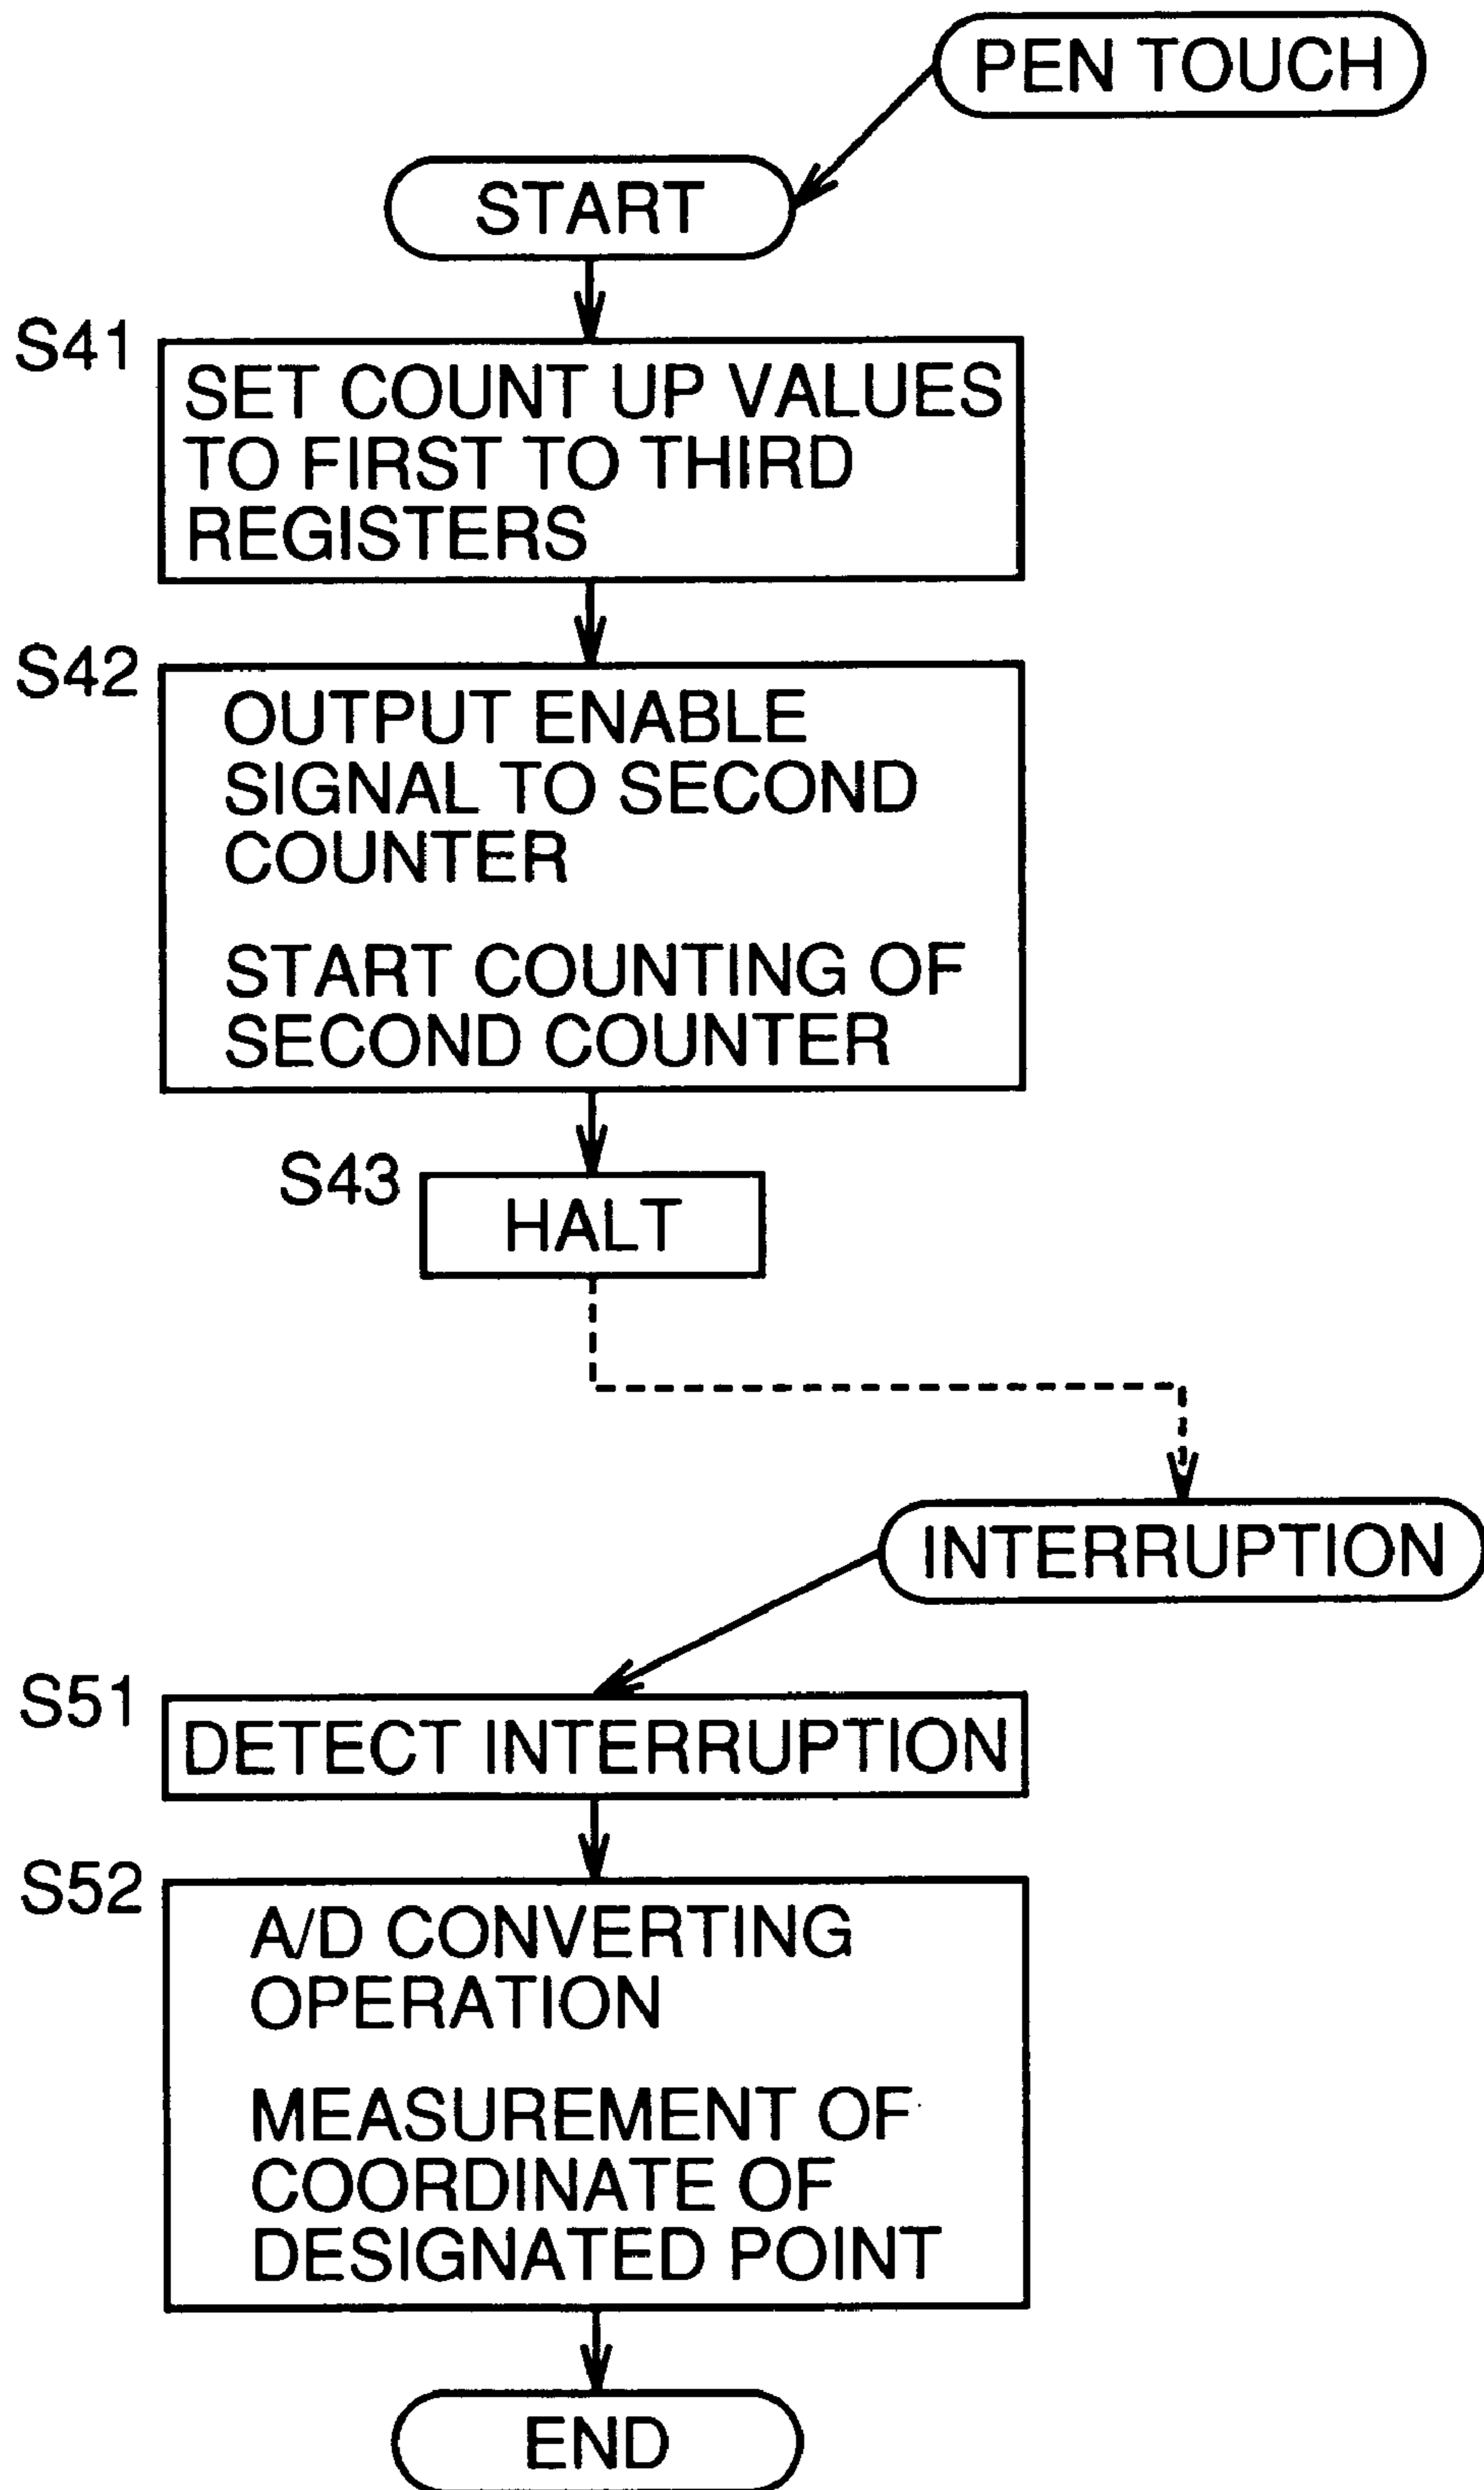 PEN TOUCH
START
S41
SET COUNT UP VALUES
TO FIRST TO THIRD
REGISTERS
S42
OUTPUT ENABLE
SIGNAL TO SECOND
COUNTER
START COUNTING OF
SECOND COUNTER
S43
HALT
INTERRUPTION
S51
DETECT INTERRUPTION
S52
A/D CONVERTING
OPERATION
MEASUREMENT OF
COORDINATE OF
DESIGNATED POINT
END